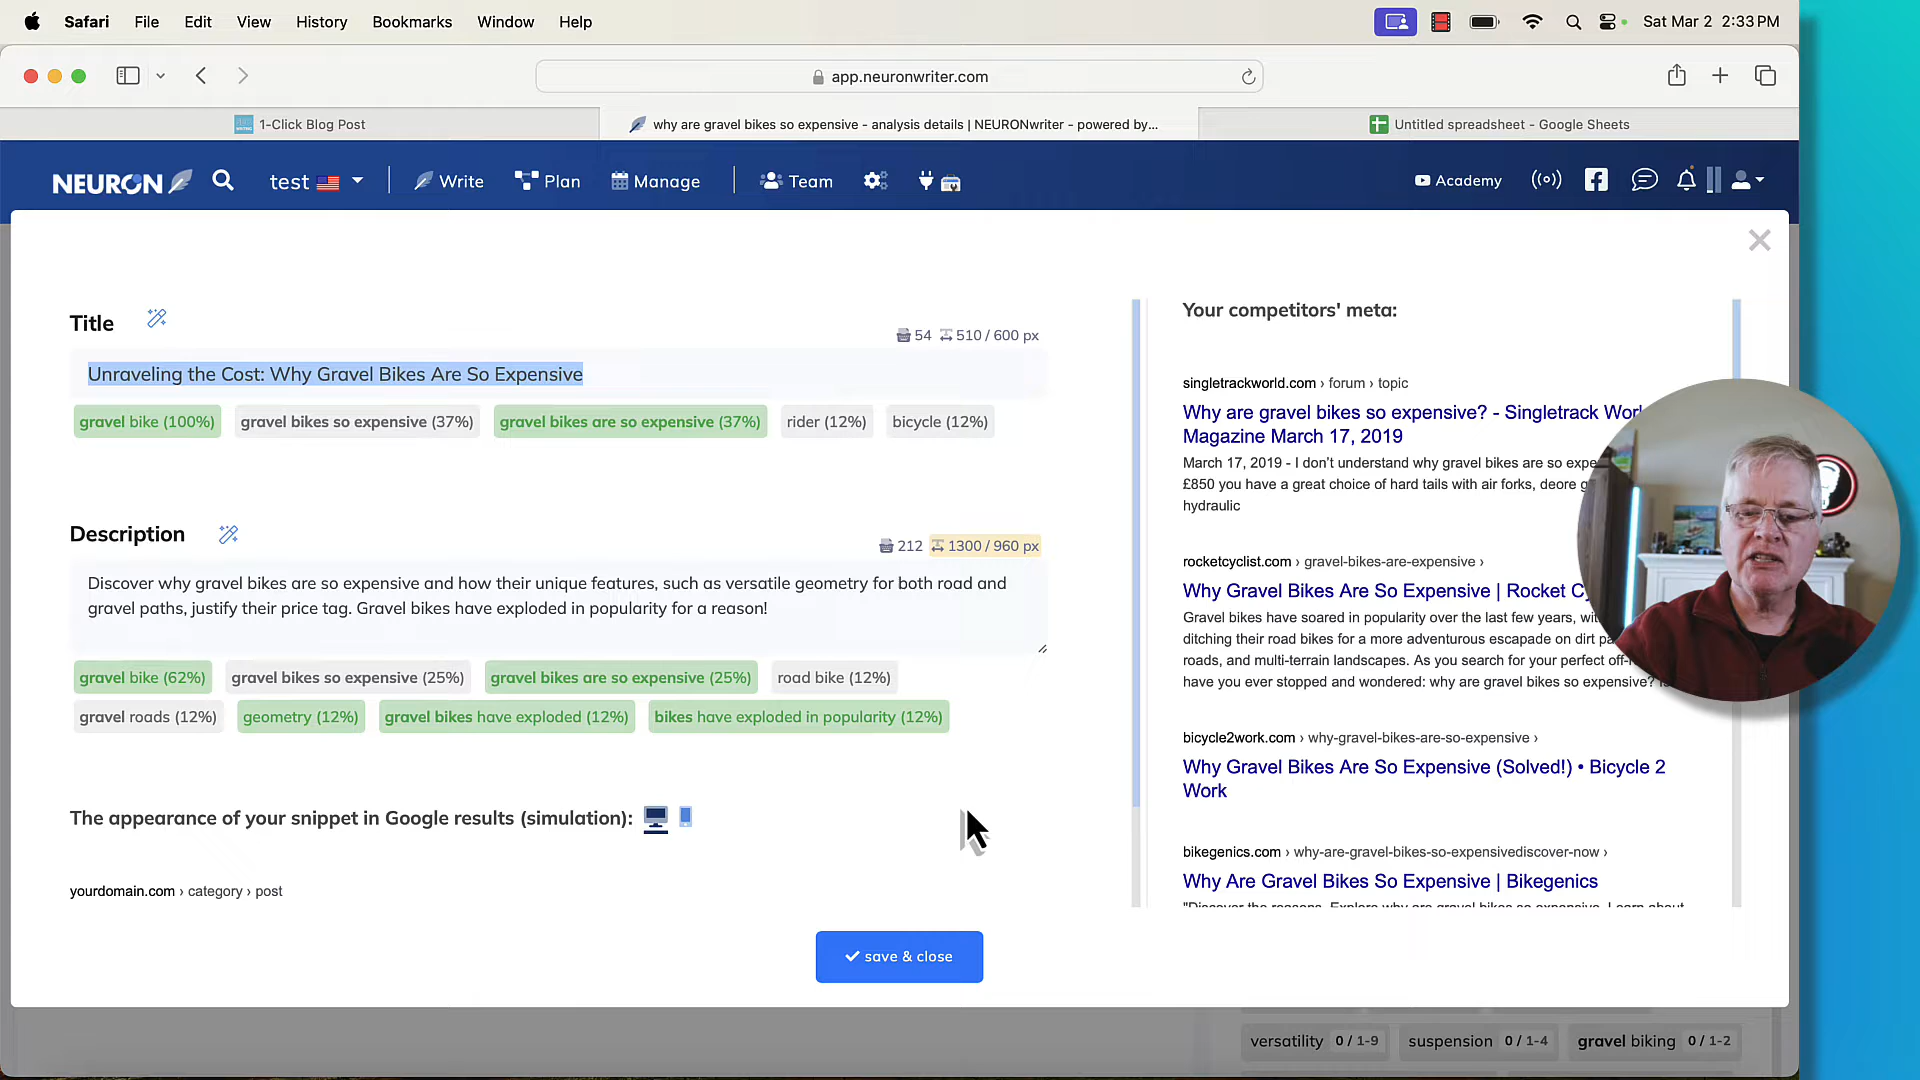 Safari File Edit View History Bookmarks Window Help
Sat Mar 2 2:33 PM
app.neuronwriter.com
1-Click Blog Post
why are gravel bikes so expensive - analysis details | NEURONwriter - powered by...
Untitled spreadsheet - Google Sheets
NEURON test Write Plan Manage Team Academy
Title
54 510 / 600 px
Unraveling the Cost: Why Gravel Bikes Are So Expensive
gravel bike (100%) gravel bikes so expensive (37%) gravel bikes are so expensive (37%) rider (12%) bicycle (12%)
Description
212 1300 / 960 px
Discover why gravel bikes are so expensive and how their unique features, such as versatile geometry for both road and
gravel paths, justify their price tag. Gravel bikes have exploded in popularity for a reason!
gravel bike (62%) gravel bikes so expensive (25%) gravel bikes are so expensive (25%) road bike (12%)
gravel roads (12%) geometry (12%) gravel bikes have exploded (12%) bikes have exploded in popularity (12%)
The appearance of your snippet in Google results (simulation):
yourdomain.com › category › post
save & close
Your competitors' meta:
singletrackworld.com › forum › topic
Why are gravel bikes so expensive? - Singletrack
Magazine March 17, 2019
March 17, 2019 - I don't understand why gravel bikes are so
£850 you have a great choice of hard tails with air forks, deore
hydraulic
rocketcyclist.com › gravel-bikes-are-expensive ›
Why Gravel Bikes Are So Expensive | Rocket
Gravel bikes have soared in popularity over the last few years,
ditching their road bikes for a more adventurous escapade on dirt
roads, and multi-terrain landscapes. As you search for your perfect
have you ever stopped and wondered: why are gravel bikes so expensive?
bicycle2work.com › why-gravel-bikes-are-so-expensive ›
Why Gravel Bikes Are So Expensive (Solved!) • Bicycle 2
Work
bikegenics.com › why-are-gravel-bikes-so-expensivediscover-now ›
Why Are Gravel Bikes So Expensive | Bikegenics
"Discover the reasons. Explore why are gravel bikes so expensive. Learn about
versatility 0 / 1-9 suspension 0 / 1-4 gravel biking 0 / 1-2